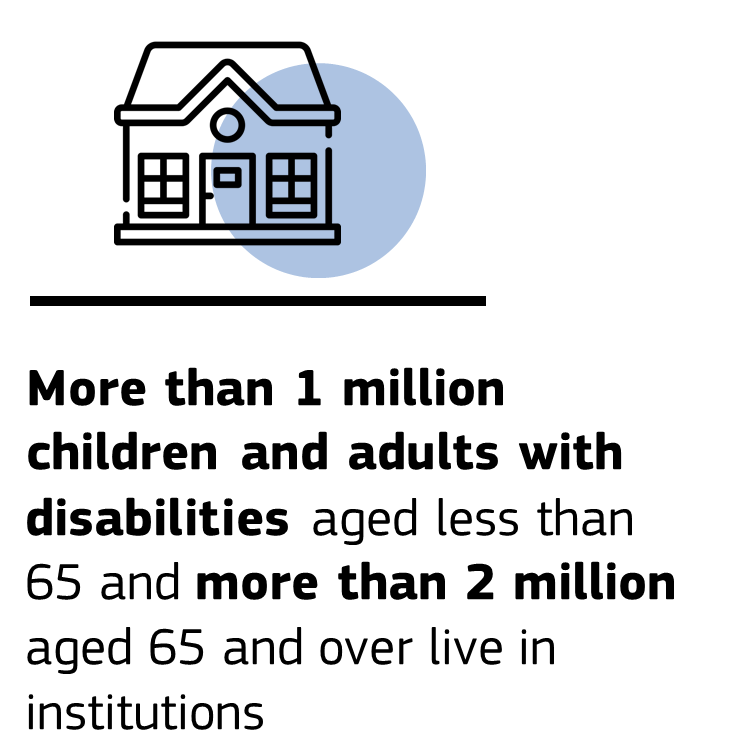 More than 1 million
children and adults with
disabilities aged less than
65 and more than 2 million
aged 65 and over live in
institutions